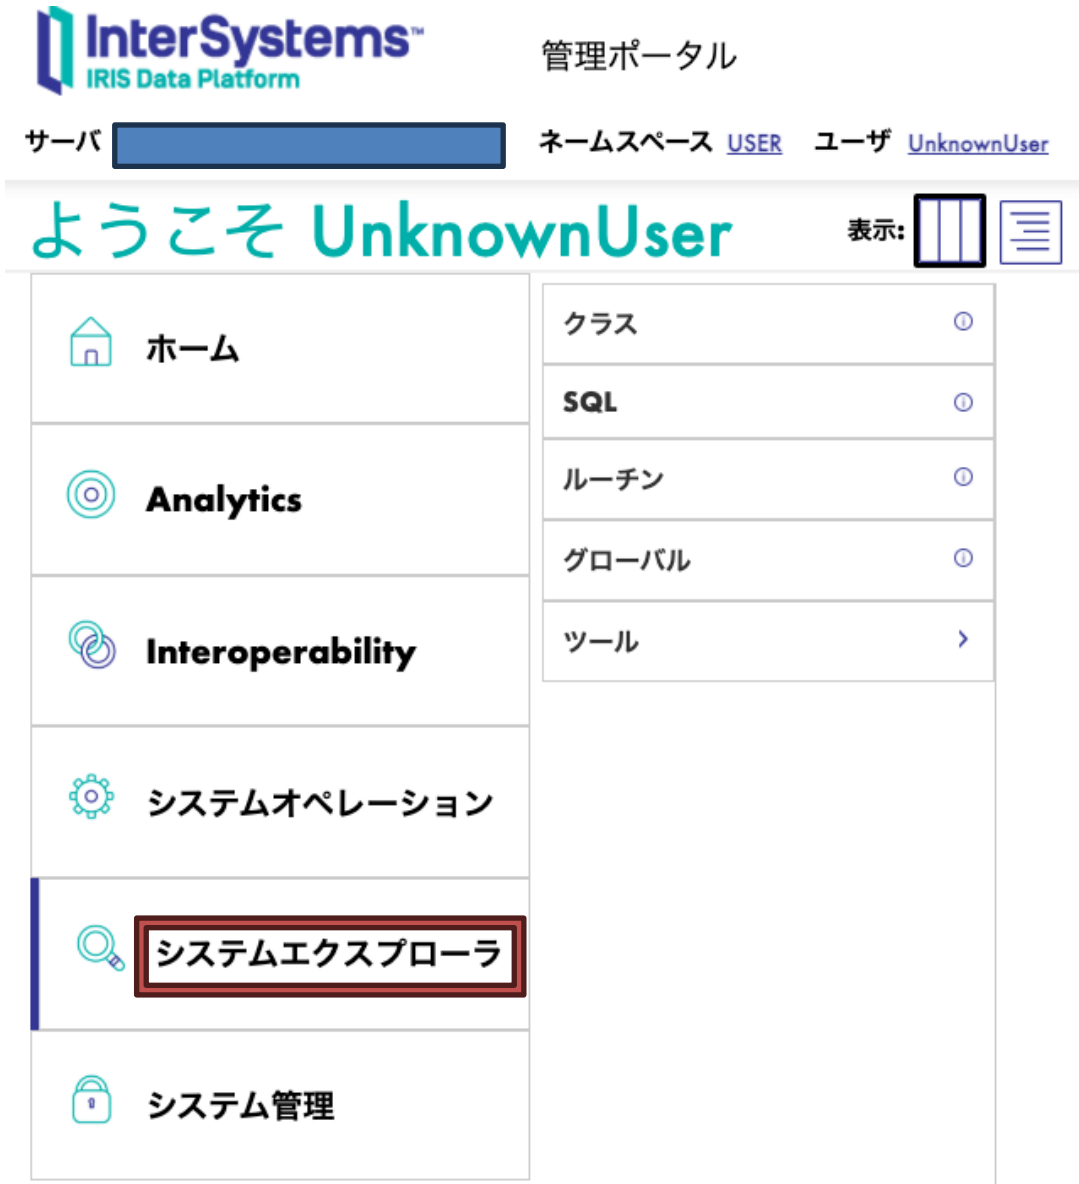 InterSystems™
IRIS Data Platform
管理ポータル
サーバ
ネームスペース USER ユーザ UnknownUser
ようこそ UnknownUser
表示:
ホーム
Analytics
Interoperability
システムオペレーション
システムエクスプローラ
システム管理
クラス
SQL
ルーチン
グローバル
ツール